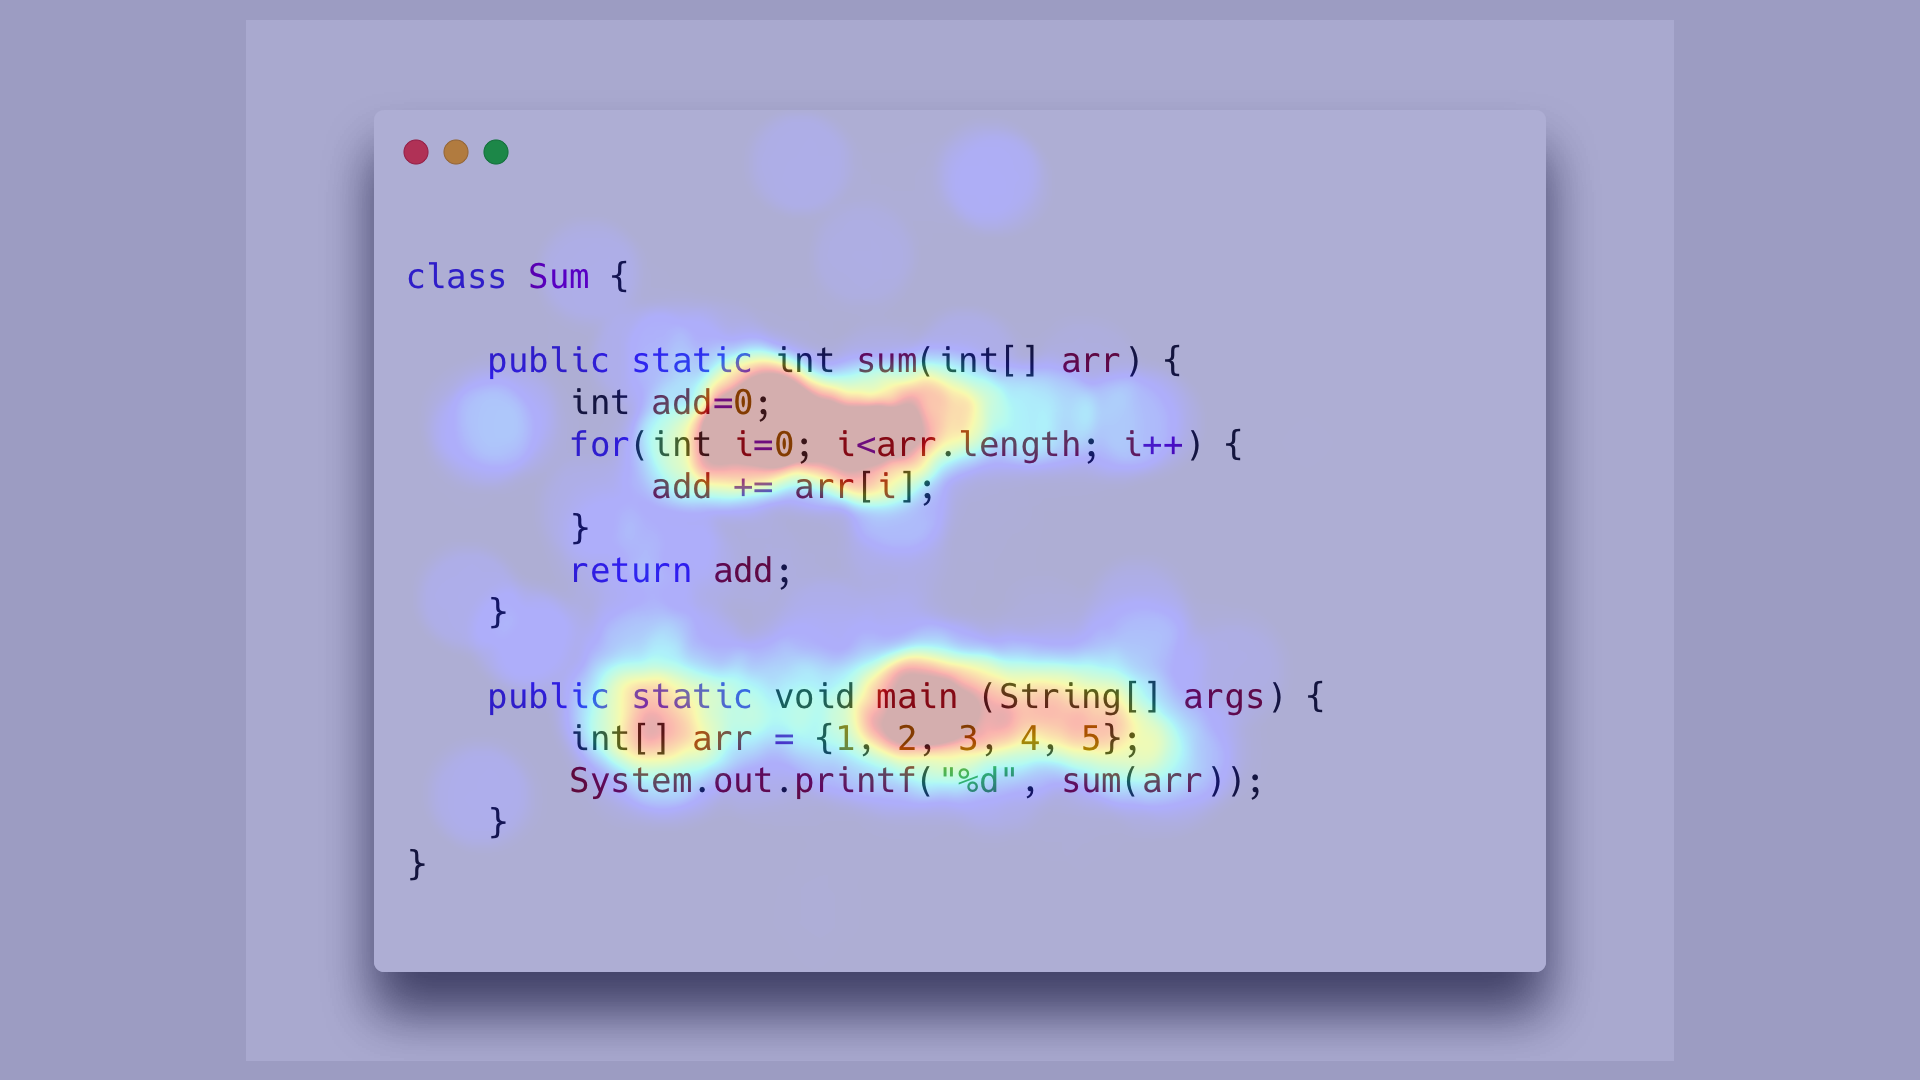 class Sum {
public static int sum(int[] arr) {
int add=0;
for(int i=0; i<arr.length; i++) {
add += arr[i];
}
return add;
}
public static void main (String[] args) {
int[] arr = {1, 2, 3, 4, 5};
System.out.printf("%d", sum(arr));
}
}